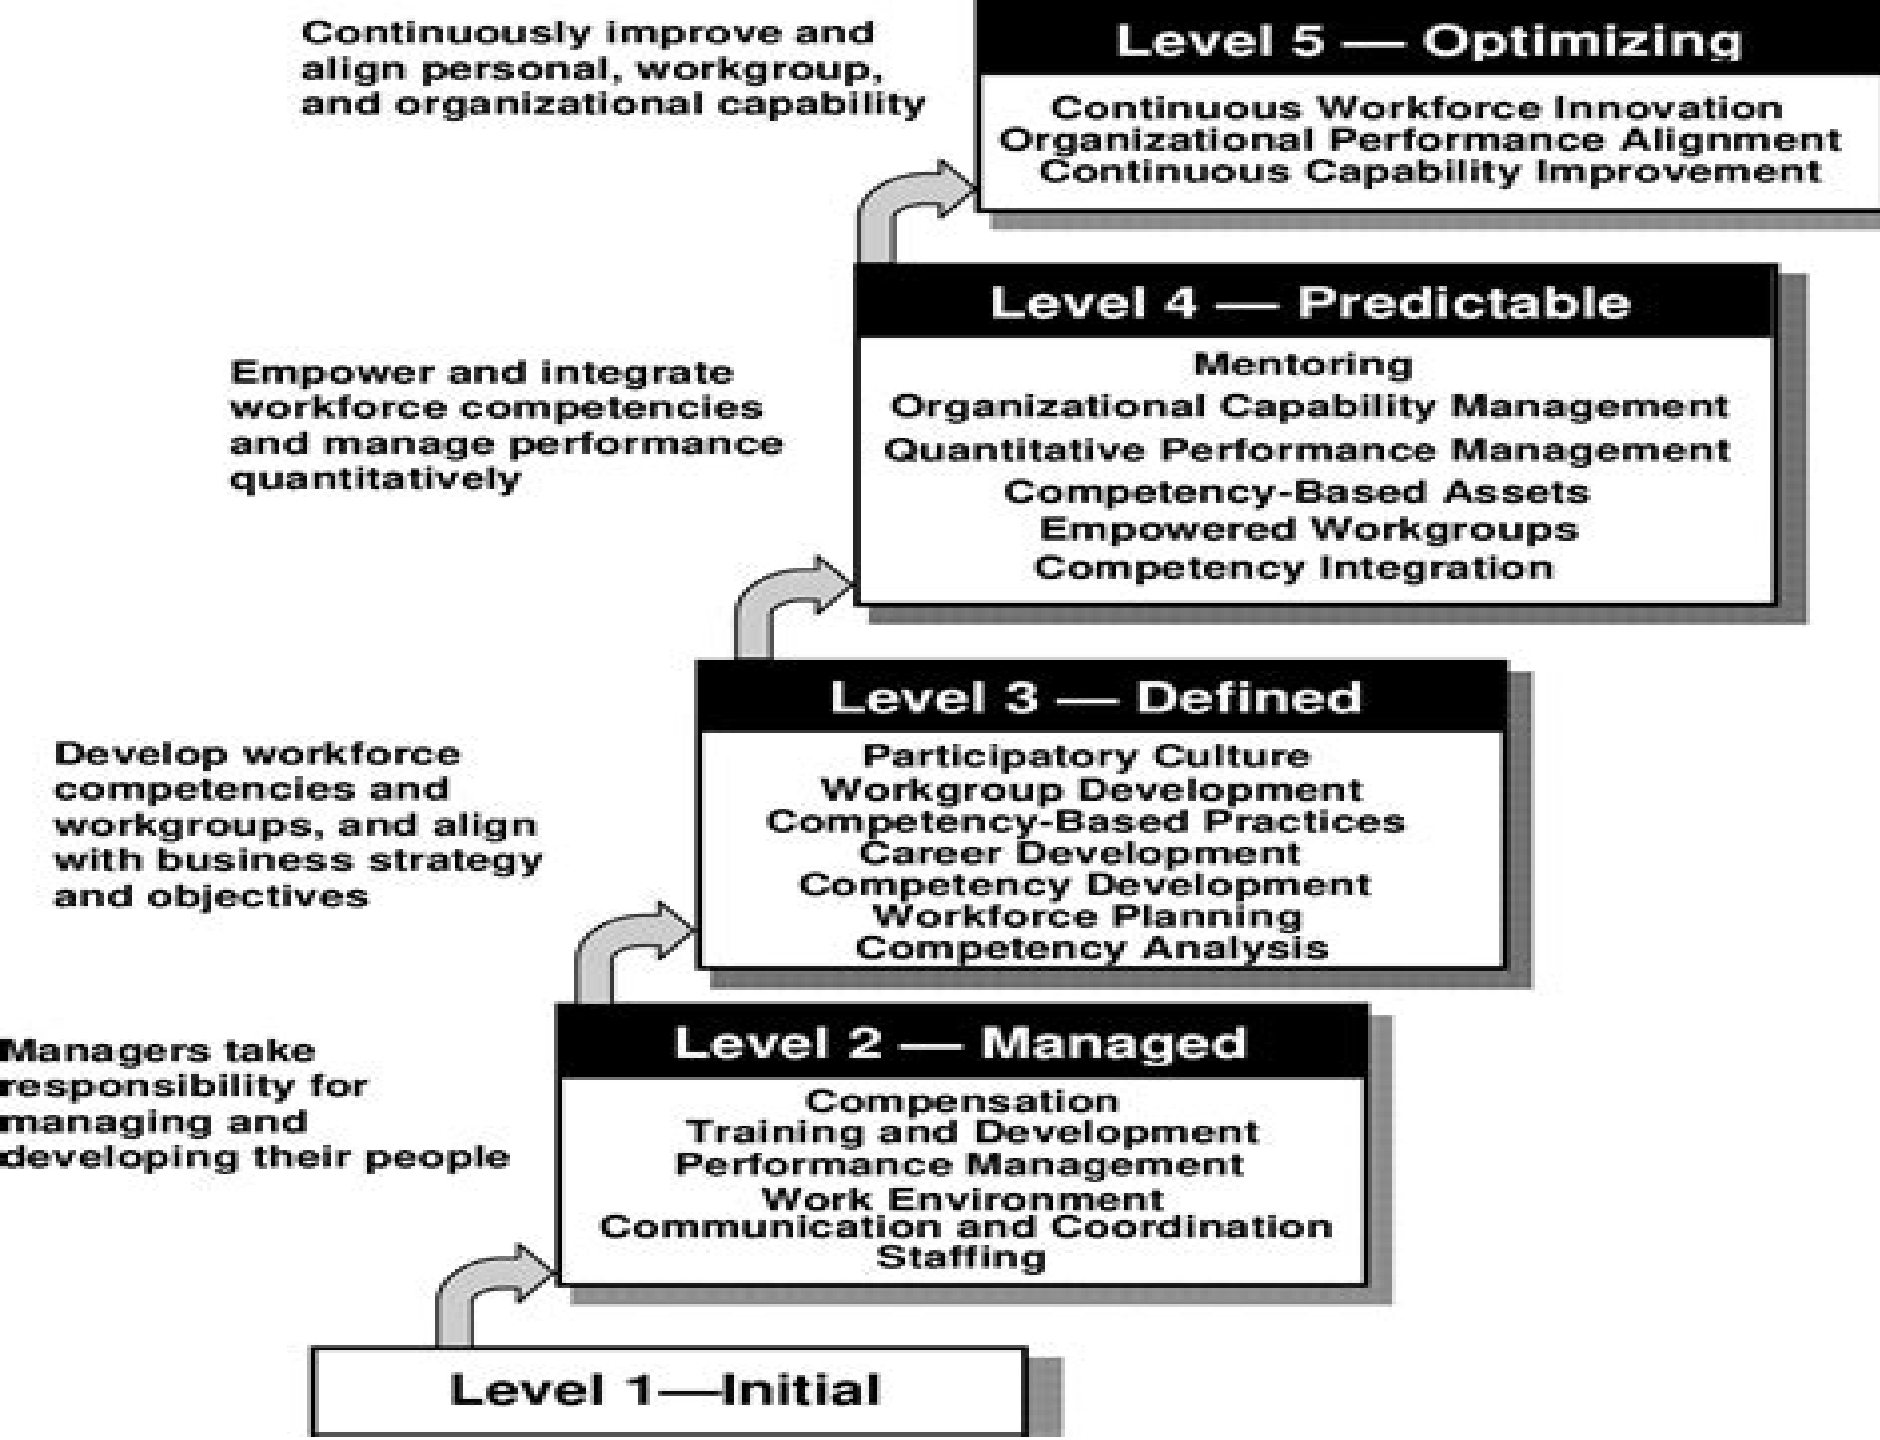 Continuously improve and
align personal, workgroup,
and organizational capability
Level 5 — Optimizing
Continuous Workforce Innovation
Organizational Performance Alignment
Continuous Capability Improvement
Empower and integrate
workforce competencies
and manage performance
quantitatively
Level 4 — Predictable
Mentoring
Organizational Capability Management
Quantitative Performance Management
Competency-Based Assets
Empowered Workgroups
Competency Integration
Develop workforce
competencies and
workgroups, and align
with business strategy
and objectives
Level 3 — Defined
Participatory Culture
Workgroup Development
Competency-Based Practices
Career Development
Competency Development
Workforce Planning
Competency Analysis
Managers take
responsibility for
managing and
developing their people
Level 2 — Managed
Compensation
Training and Development
Performance Management
Work Environment
Communication and Coordination
Staffing
Level 1—Initial